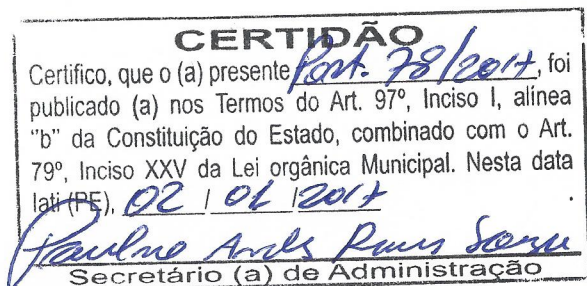 CERTIDÃO
Certifico, que o (a) presente Port. 78/2017, foi
publicado (a) nos Termos do Art. 97º, Inciso I, alínea
"b" da Constituição do Estado, combinado com o Art.
79º, Inciso XXV da Lei orgânica Municipal. Nesta data
Iati (PE), 02 / 01 / 2017.
Secretário (a) de Administração